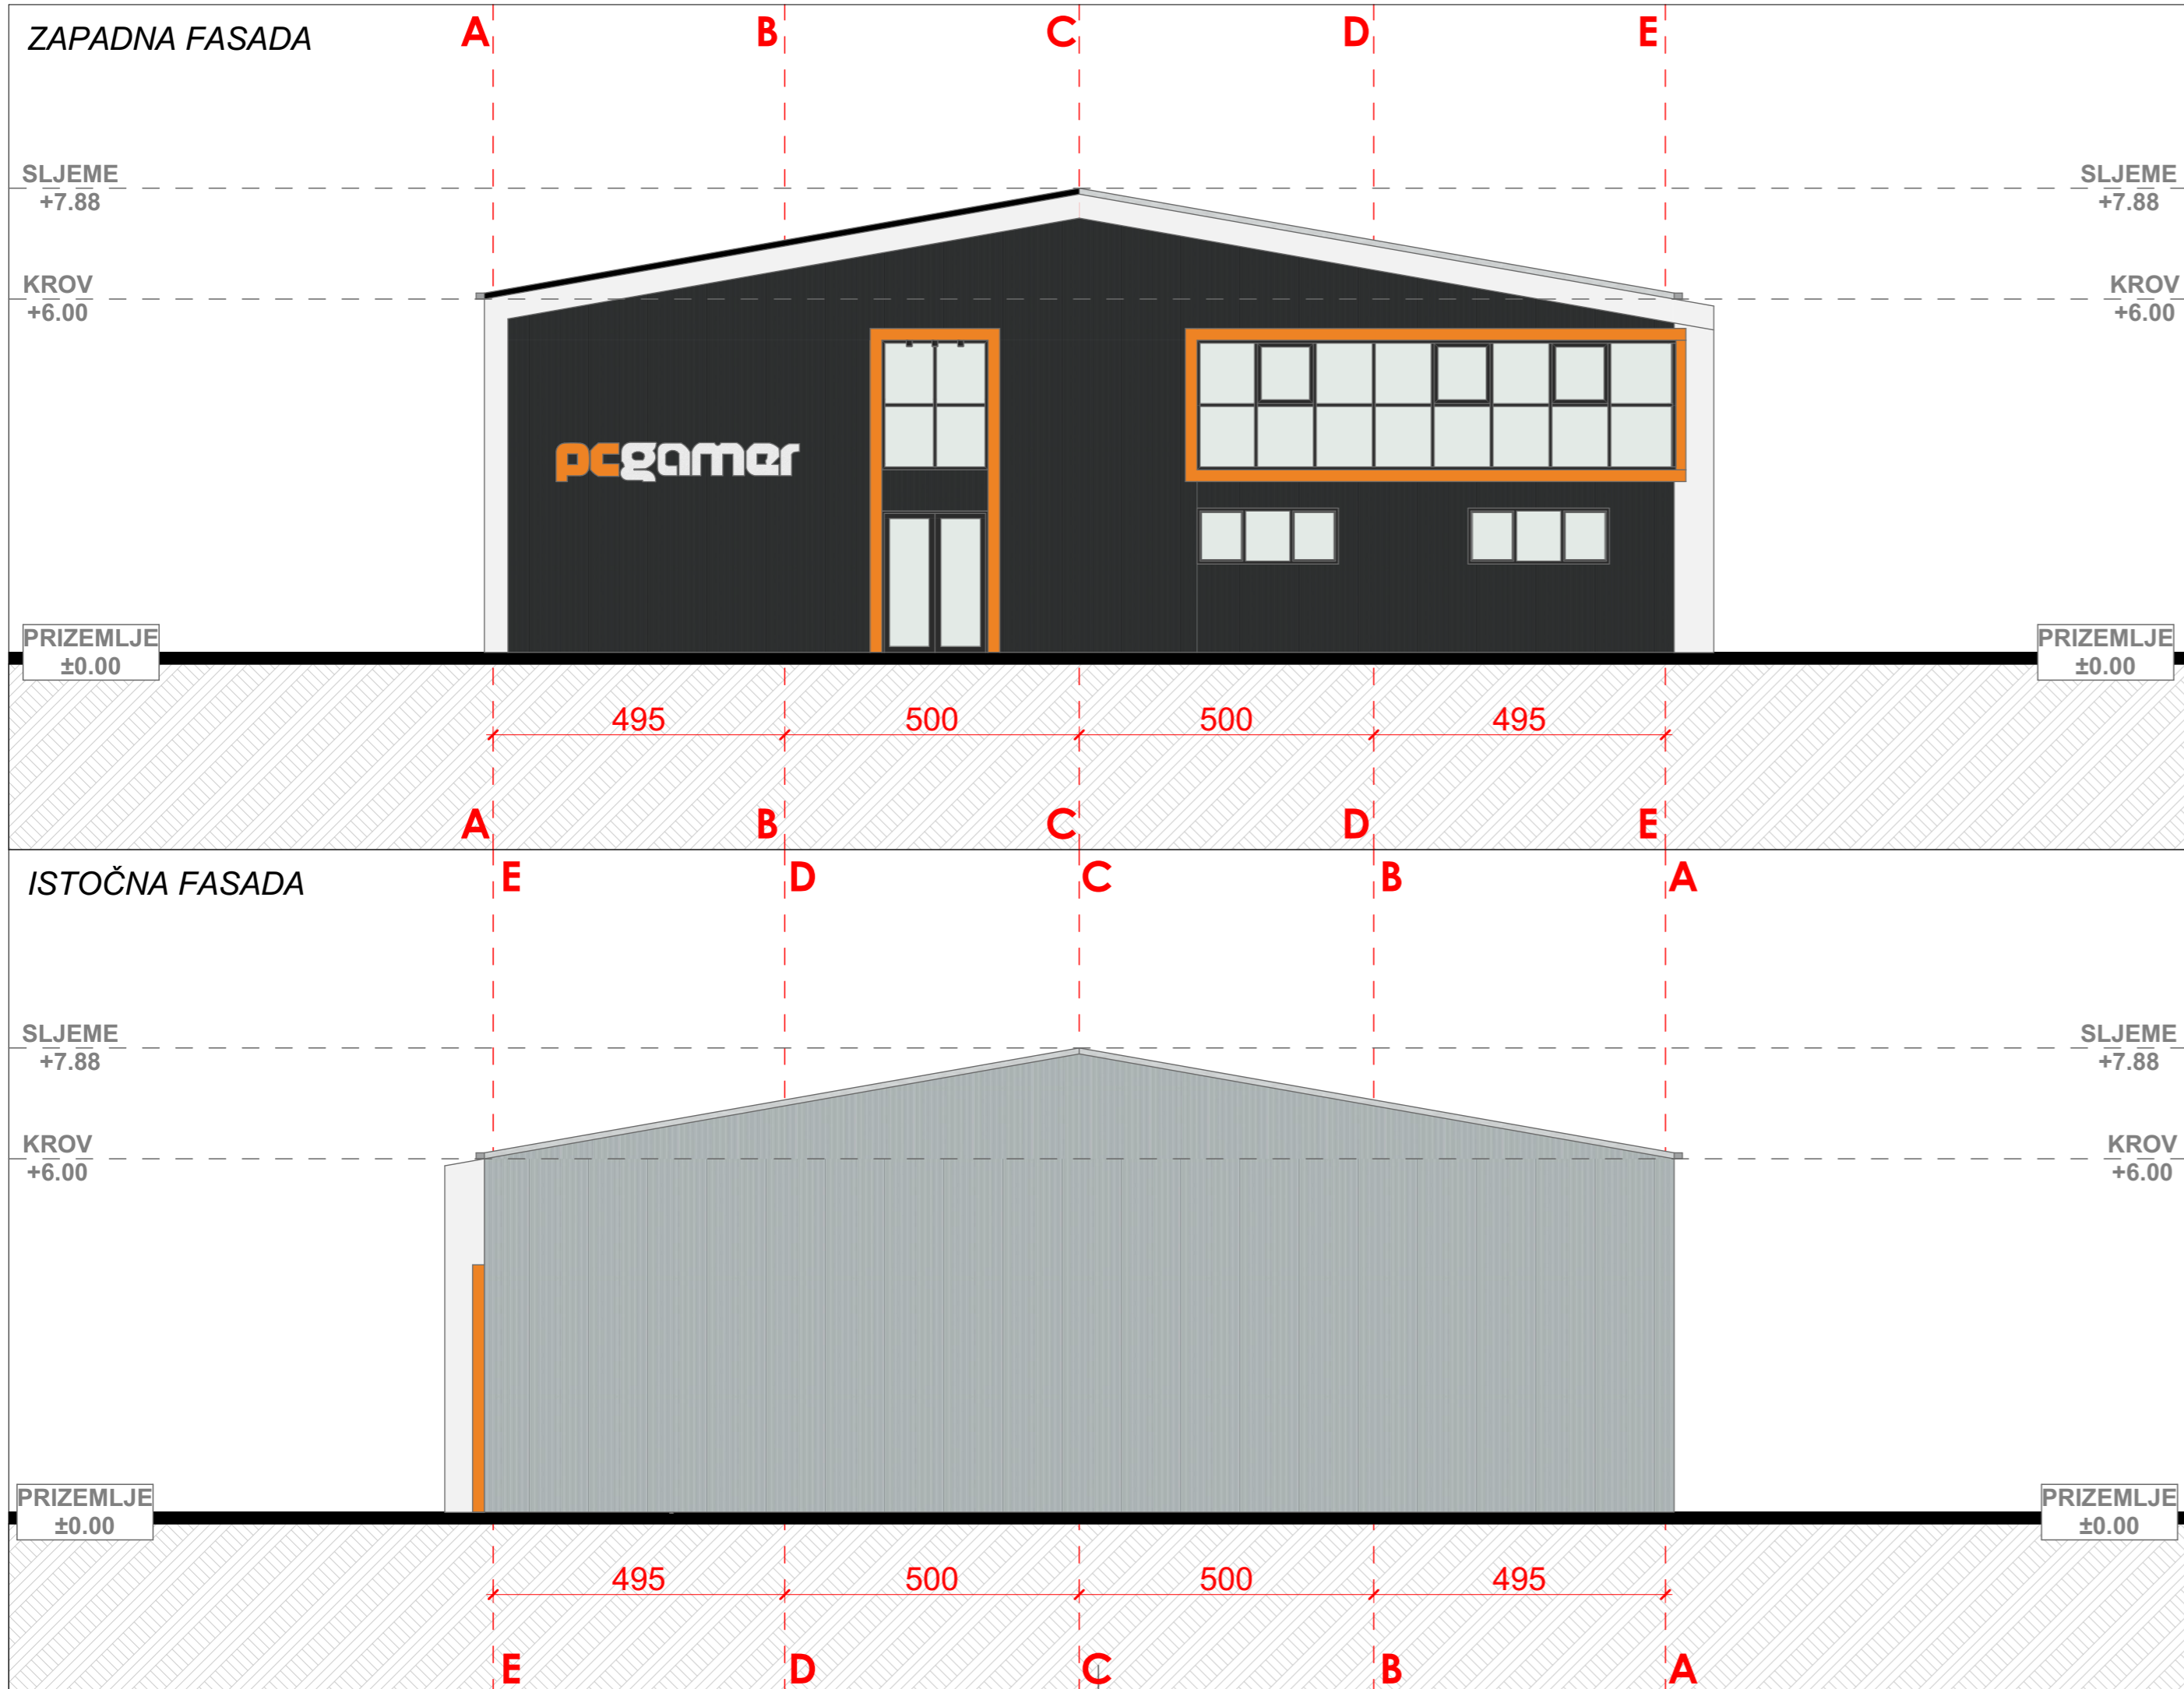 ZAPADNA FASADA
A B C D E
SLJEME SLJEME
+7.88 +7.88
KROV KROV
+6.00 +6.00
pcgamer
PRIZEMLJE PRIZEMLJE
±0.00 ±0.00
495 500 500 495
A B C D E
ISTOČNA FASADA
E D C B A
SLJEME SLJEME
+7.88 +7.88
KROV KROV
+6.00 +6.00
PRIZEMLJE PRIZEMLJE
±0.00 ±0.00
495 500 500 495
E D C B A